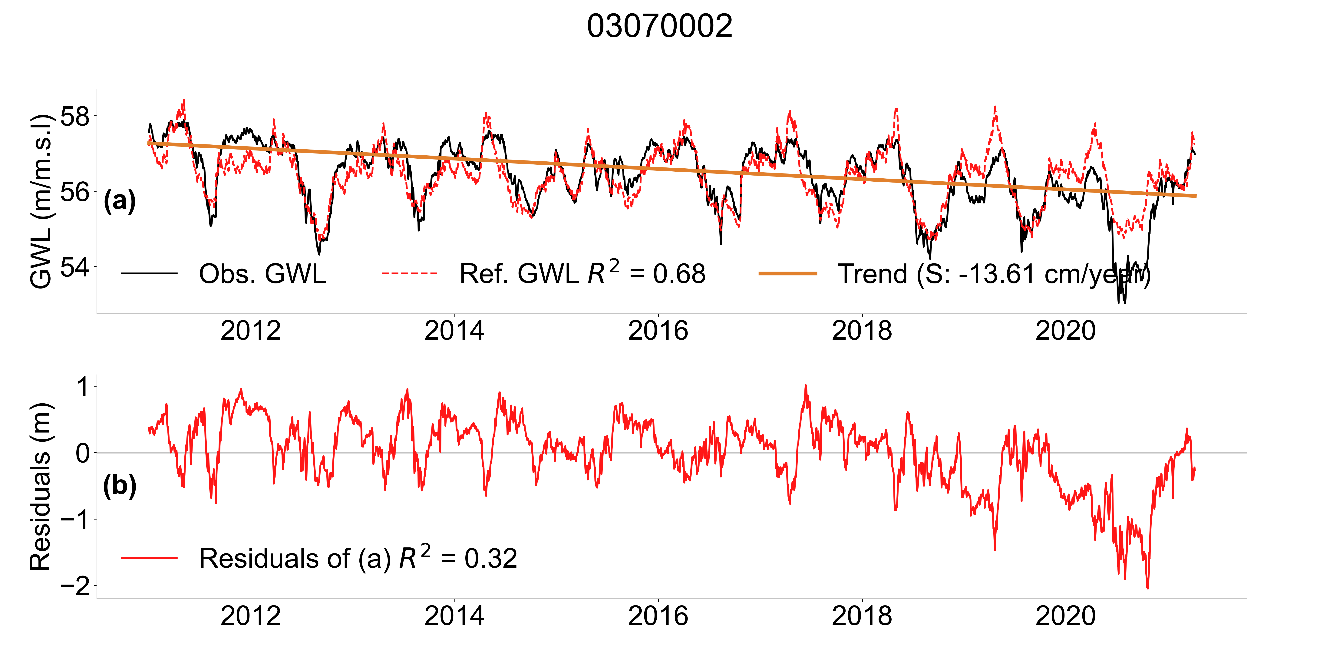 03070002
GWL (m/m.s.l)
58
56
54
(a)
Obs. GWL
Ref. GWL R² = 0.68
Trend (S: -13.61 cm/year)
2012 2014 2016 2018 2020
Residuals (m)
1
0
−1
−2
(b)
Residuals of (a) R² = 0.32
2012 2014 2016 2018 2020